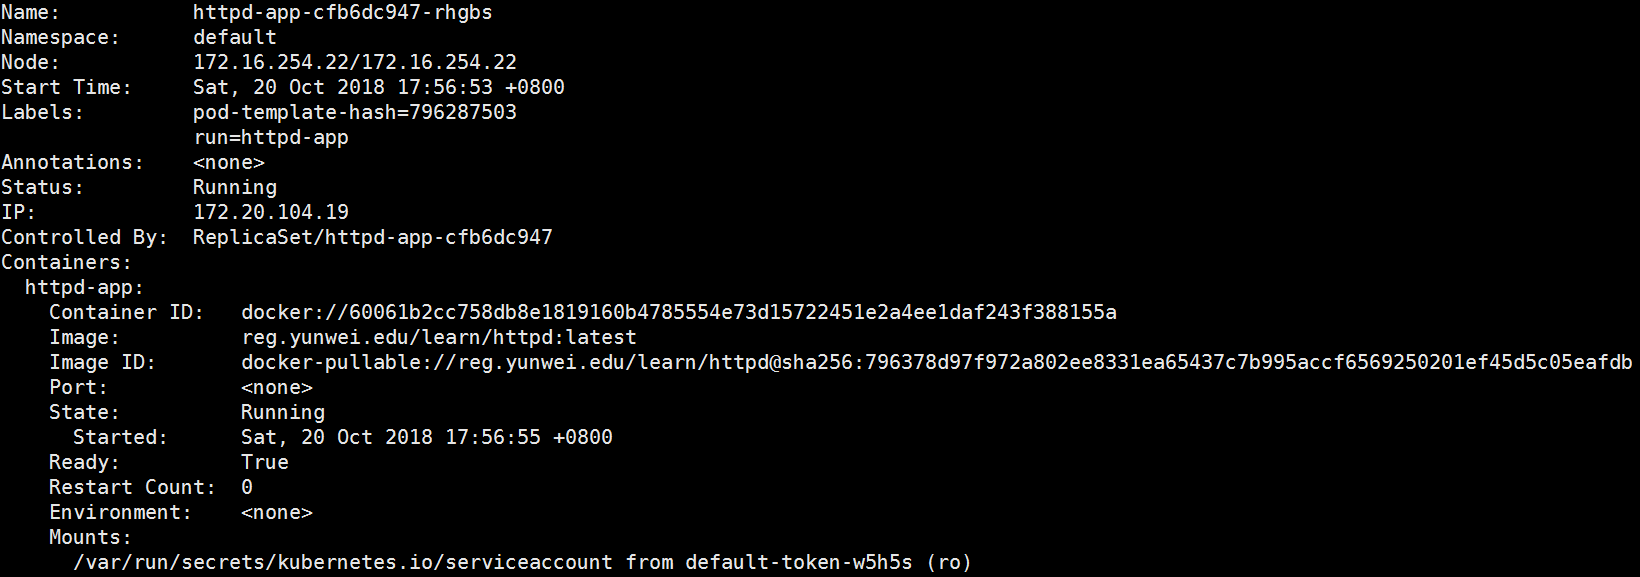 Name:           httpd-app-cfb6dc947-rhgbs
Namespace:      default
Node:           172.16.254.22/172.16.254.22
Start Time:     Sat, 20 Oct 2018 17:56:53 +0800
Labels:         pod-template-hash=796287503
                run=httpd-app
Annotations:    <none>
Status:         Running
IP:             172.20.104.19
Controlled By:  ReplicaSet/httpd-app-cfb6dc947
Containers:
  httpd-app:
    Container ID:   docker://60061b2cc758db8e1819160b4785554e73d15722451e2a4ee1daf243f388155a
    Image:          reg.yunwei.edu/learn/httpd:latest
    Image ID:       docker-pullable://reg.yunwei.edu/learn/httpd@sha256:796378d97f972a802ee8331ea65437c7b995accf6569250201ef45d5c05eafdb
    Port:           <none>
    State:          Running
      Started:      Sat, 20 Oct 2018 17:56:55 +0800
    Ready:          True
    Restart Count:  0
    Environment:    <none>
    Mounts:
      /var/run/secrets/kubernetes.io/serviceaccount from default-token-w5h5s (ro)